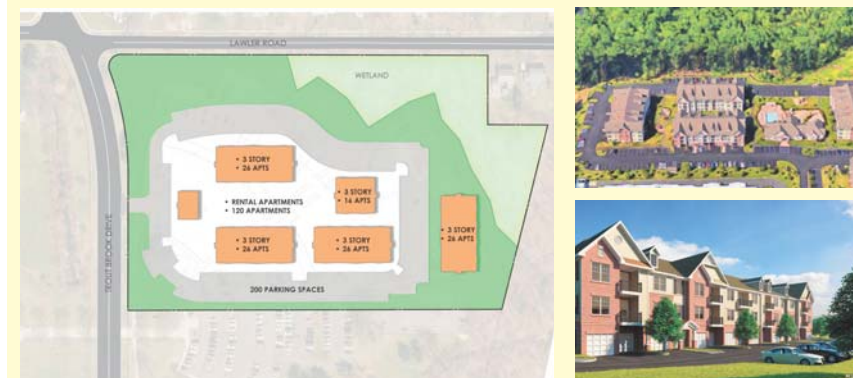 LAWLER ROAD
WETLAND
TROUT BROOK DRIVE
• 3 STORY
• 26 APTS
• RENTAL APARTMENTS
• 120 APARTMENTS
• 3 STORY
• 16 APTS
• 3 STORY
• 26 APTS
• 3 STORY
• 26 APTS
• 3 STORY
• 26 APTS
200 PARKING SPACES